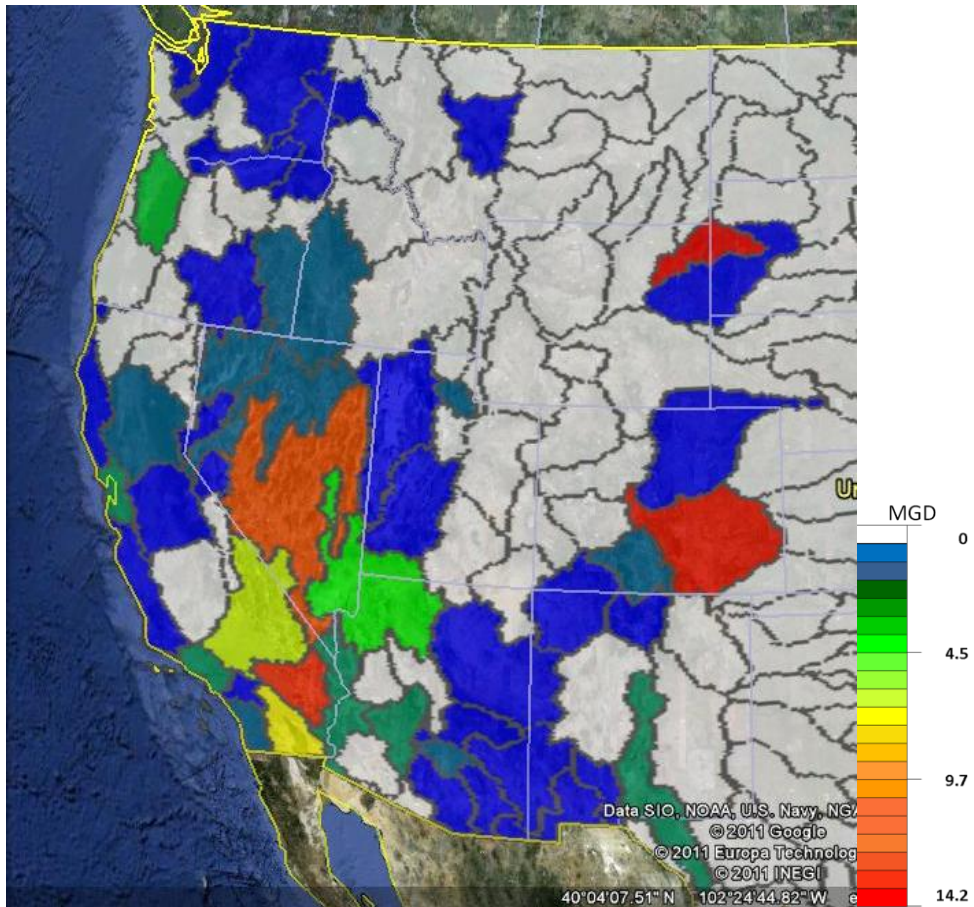 Un
MGD
0
4.5
9.7
14.2
Data SIO, NOAA, U.S. Navy, NGA
© 2011 Google
© 2011 Europa Technolog
© 2011 INEGI
40°04'07.51" N 102°24'44.82" W e